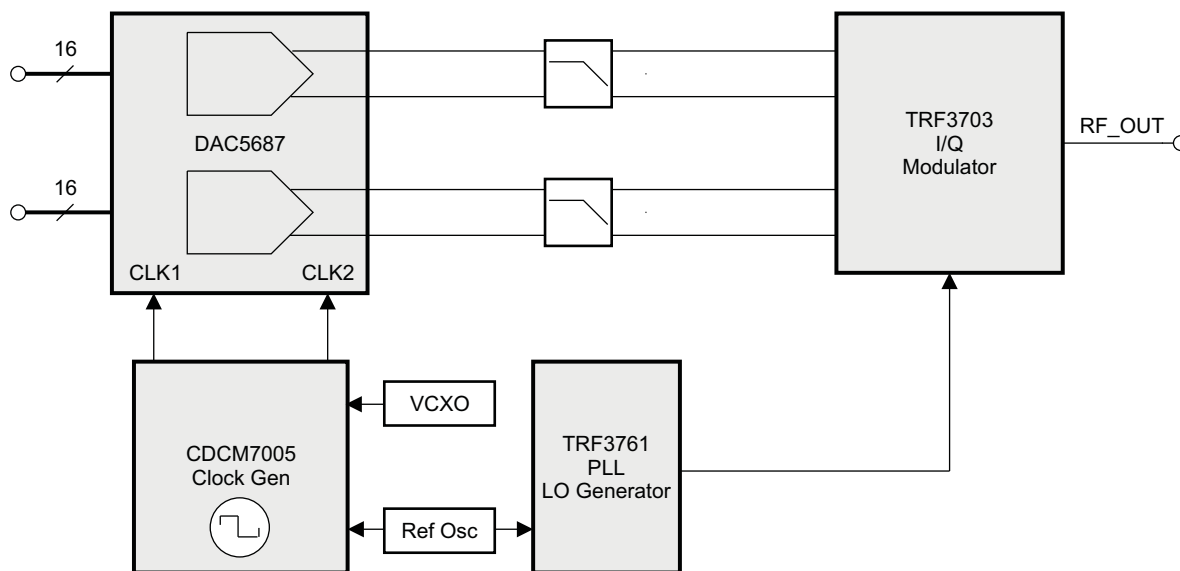 16
DAC5687
16
CLK1
CLK2
TRF3703
I/Q
Modulator
RF_OUT
CDCM7005
Clock Gen
VCXO
Ref Osc
TRF3761
PLL
LO Generator